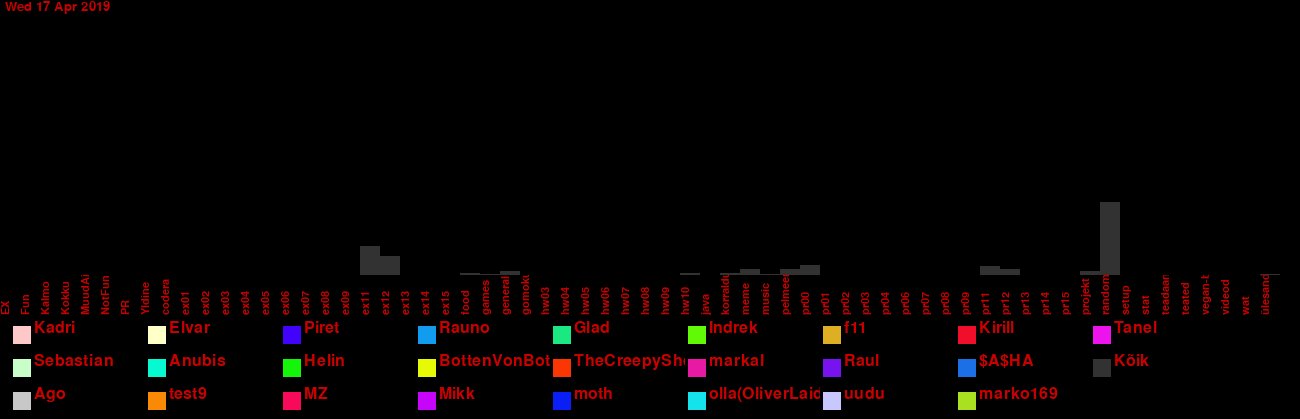 Wed 17 Apr 2019
EX Fun Kalmo Kokku MuudAi NotFun PR Yldine codera ex01 ex02 ex03 ex04 ex05 ex06 ex07 ex08 ex09 ex11 ex12 ex13 ex14 ex15 food games general gomoku hw03 hw04 hw05 hw06 hw07 hw08 hw09 hw10 java korraldu meme music pelmeen pr00 pr01 pr02 pr03 pr04 pr06 pr07 pr08 pr09 pr11 pr12 pr13 pr14 pr15 projekt random setup stat teadaan teated vegan-t videod wat ülesand
Kadri Elvar Piret Rauno Glad Indrek f11 Kirill Tanel
Sebastian Anubis Helin BottenVonBot TheCreepyShe markal Raul $A$HA Kõik
Ago test9 MZ Mikk moth olla(OliverLaid uudu marko169